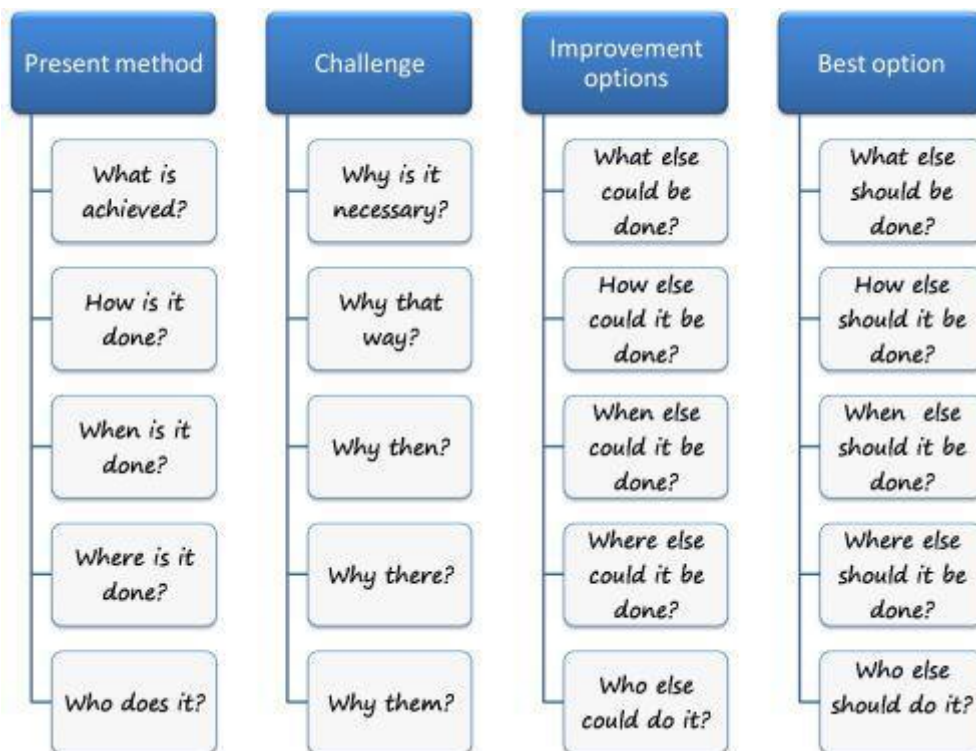 Present method
What is
achieved?
How is it
done?
When is it
done?
Where is it
done?
Who does it?
Challenge
Why is it
necessary?
Why that
way?
Why then?
Why there?
Why them?
Improvement
options
What else
could be
done?
How else
could it be
done?
When else
could it be
done?
Where else
could it be
done?
Who else
could do it?
Best option
What else
should be
done?
How else
should it be
done?
When else
should it be
done?
Where else
should it be
done?
Who else
should do it?